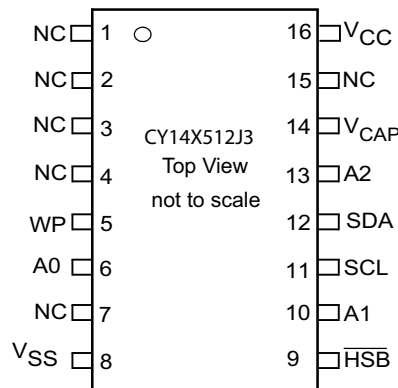 NC 1 16 VCC
NC 2 15 NC
NC 3 14 VCAP
NC 4 13 A2
WP 5 12 SDA
A0 6 11 SCL
NC 7 10 A1
VSS 8 9 HSB
CY14X512J3
Top View
not to scale